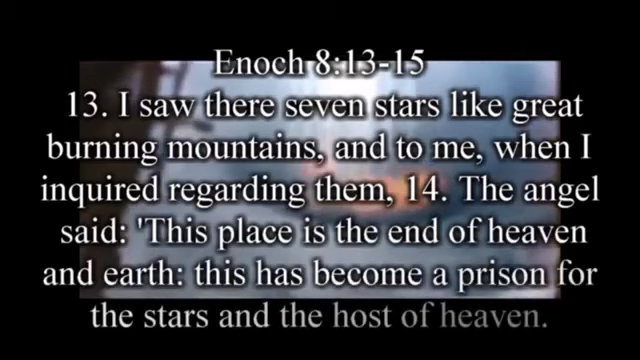 Enoch 8:13-15
13. I saw there seven stars like great
burning mountains, and to me, when I
inquired regarding them, 14. The angel
said: 'This place is the end of heaven
and earth: this has become a prison for
the stars and the host of heaven.